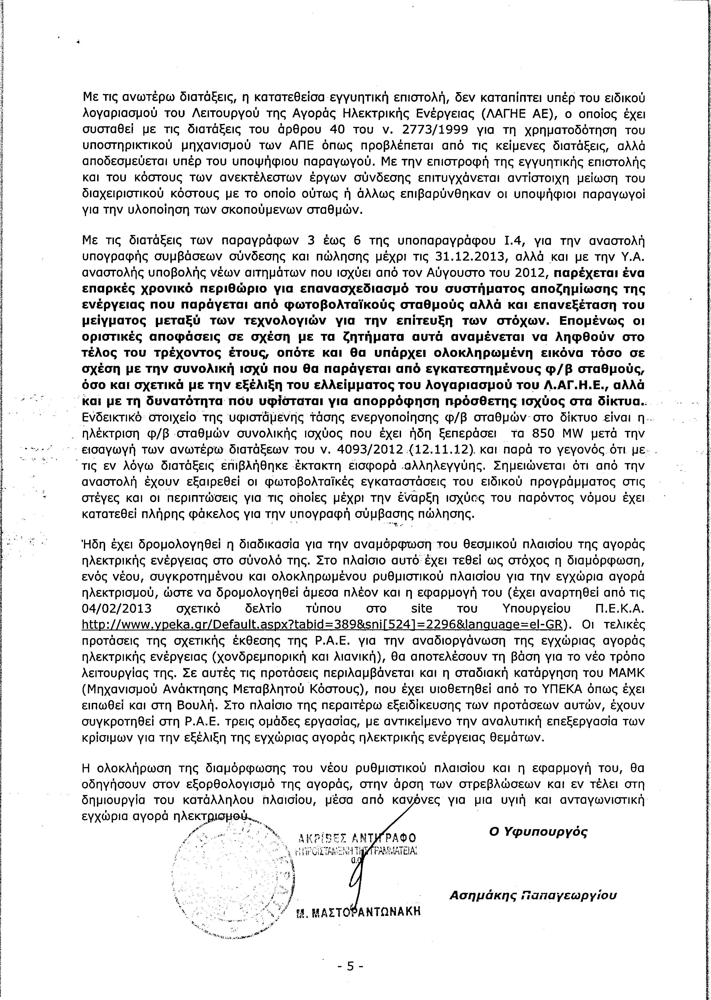 Με τις ανωτέρω διατάξεις, η κατατεθείσα εγγυητική επιστολή, δεν καταπίπτει υπέρ του ειδικού
λογαριασμού του Λειτουργού της Αγοράς Ηλεκτρικής Ενέργειας (ΛΑΓΗΕ ΑΕ), ο οποίος έχει
συσταθεί με τις διατάξεις του άρθρου 40 του ν. 2773/1999 για τη χρηματοδότηση του
υποστηρικτικού μηχανισμού των ΑΠΕ όπως προβλέπεται από τις κείμενες διατάξεις, αλλά
αποδεσμεύεται υπέρ του υποψήφιου παραγωγού. Με την επιστροφή της εγγυητικής επιστολής
και του κόστους των ανεκτέλεστων έργων σύνδεσης επιτυγχάνεται αντίστοιχη μείωση του
διαχειριστικού κόστους με το οποίο ούτως ή άλλως επιβαρύνθηκαν οι υποψήφιοι παραγωγοί
για την υλοποίηση των σκοπούμενων σταθμών.
Με τις διατάξεις των παραγράφων 3 έως 6 της υποπαραγράφου Ι.4, για την αναστολή
υπογραφής συμβάσεων σύνδεσης και πώλησης μέχρι τις 31.12.2013, αλλά και με την Υ.Α.
αναστολής υποβολής νέων αιτημάτων που ισχύει από τον Αύγουστο του 2012, παρέχεται ένα
επαρκές χρονικό περιθώριο για επανασχεδιασμό του συστήματος αποζημίωσης της
ενέργειας που παράγεται από φωτοβολταϊκούς σταθμούς αλλά και επανεξέταση του
μείγματος μεταξύ των τεχνολογιών για την επίτευξη των στόχων. Επομένως οι
οριστικές αποφάσεις σε σχέση με τα ζητήματα αυτά αναμένεται να ληφθούν στο
τέλος του τρέχοντος έτους, οπότε και θα υπάρχει ολοκληρωμένη εικόνα τόσο σε
σχέση με την συνολική ισχύ που θα παράγεται από εγκατεστημένους φ/β σταθμούς,
όσο και σχετικά με την εξέλιξη του ελλείμματος του λογαριασμού του Λ.ΑΓ.Η.Ε., αλλά
και με τη δυνατότητα που υφίσταται για απορρόφηση πρόσθετης ισχύος στα δίκτυα.
Ενδεικτικό στοιχείο της υφιστάμενης τάσης ενεργοποίησης φ/β σταθμών στο δίκτυο είναι η
ηλέκτριση φ/β σταθμών συνολικής ισχύος που έχει ήδη ξεπεράσει τα 850 MW μετά την
εισαγωγή των ανωτέρω διατάξεων του ν. 4093/2012 (12.11.12) και παρά το γεγονός ότι με
τις εν λόγω διατάξεις επιβλήθηκε έκτακτη εισφορά αλληλεγγύης. Σημειώνεται ότι από την
αναστολή έχουν εξαιρεθεί οι φωτοβολταϊκές εγκαταστάσεις του ειδικού προγράμματος στις
στέγες και οι περιπτώσεις για τις οποίες μέχρι την έναρξη ισχύος του παρόντος νόμου έχει
κατατεθεί πλήρης φάκελος για την υπογραφή σύμβασης πώλησης.
Ήδη έχει δρομολογηθεί η διαδικασία για την αναμόρφωση του θεσμικού πλαισίου της αγοράς
ηλεκτρικής ενέργειας στο σύνολό της. Στο πλαίσιο αυτό έχει τεθεί ως στόχος η διαμόρφωση,
ενός νέου, συγκροτημένου και ολοκληρωμένου ρυθμιστικού πλαισίου για την εγχώρια αγορά
ηλεκτρισμού, ώστε να δρομολογηθεί άμεσα πλέον και η εφαρμογή του (έχει αναρτηθεί από τις
04/02/2013 σχετικό δελτίο τύπου στο site του Υπουργείου Π.Ε.Κ.Α.
http://www.ypeka.gr/Default.aspx?tabid=389&sni[524]=2296&language=el-GR). Οι τελικές
προτάσεις της σχετικής έκθεσης της Ρ.Α.Ε. για την αναδιοργάνωση της εγχώριας αγοράς
ηλεκτρικής ενέργειας (χονδρεμπορική και λιανική), θα αποτελέσουν τη βάση για το νέο τρόπο
λειτουργίας της. Σε αυτές τις προτάσεις περιλαμβάνεται και η σταδιακή κατάργηση του ΜΑΜΚ
(Μηχανισμού Ανάκτησης Μεταβλητού Κόστους), που έχει υιοθετηθεί από το ΥΠΕΚΑ όπως έχει
ειπωθεί και στη Βουλή. Στο πλαίσιο της περαιτέρω εξειδίκευσης των προτάσεων αυτών, έχουν
συγκροτηθεί στη Ρ.Α.Ε. τρεις ομάδες εργασίας, με αντικείμενο την αναλυτική επεξεργασία των
κρίσιμων για την εξέλιξη της εγχώριας αγοράς ηλεκτρικής ενέργειας θεμάτων.
Η ολοκλήρωση της διαμόρφωσης του νέου ρυθμιστικού πλαισίου και η εφαρμογή του, θα
οδηγήσουν στον εξορθολογισμό της αγοράς, στην άρση των στρεβλώσεων και εν τέλει στη
δημιουργία του κατάλληλου πλαισίου, μέσα από κανόνες για μια υγιή και ανταγωνιστική
εγχώρια αγορά ηλεκτρισμού.
Ο Υφυπουργός
ΑΚΡΙΒΕΣ ΑΝΤΙΓΡΑΦΟ
Η ΠΡΟΪΣΤΑΜΕΝΗ ΤΗΣ ΓΡΑΜΜΑΤΕΙΑΣ
Ασημάκης Παπαγεωργίου
Μ. ΜΑΣΤΟΡΑΝΤΩΝΑΚΗ
- 5 -